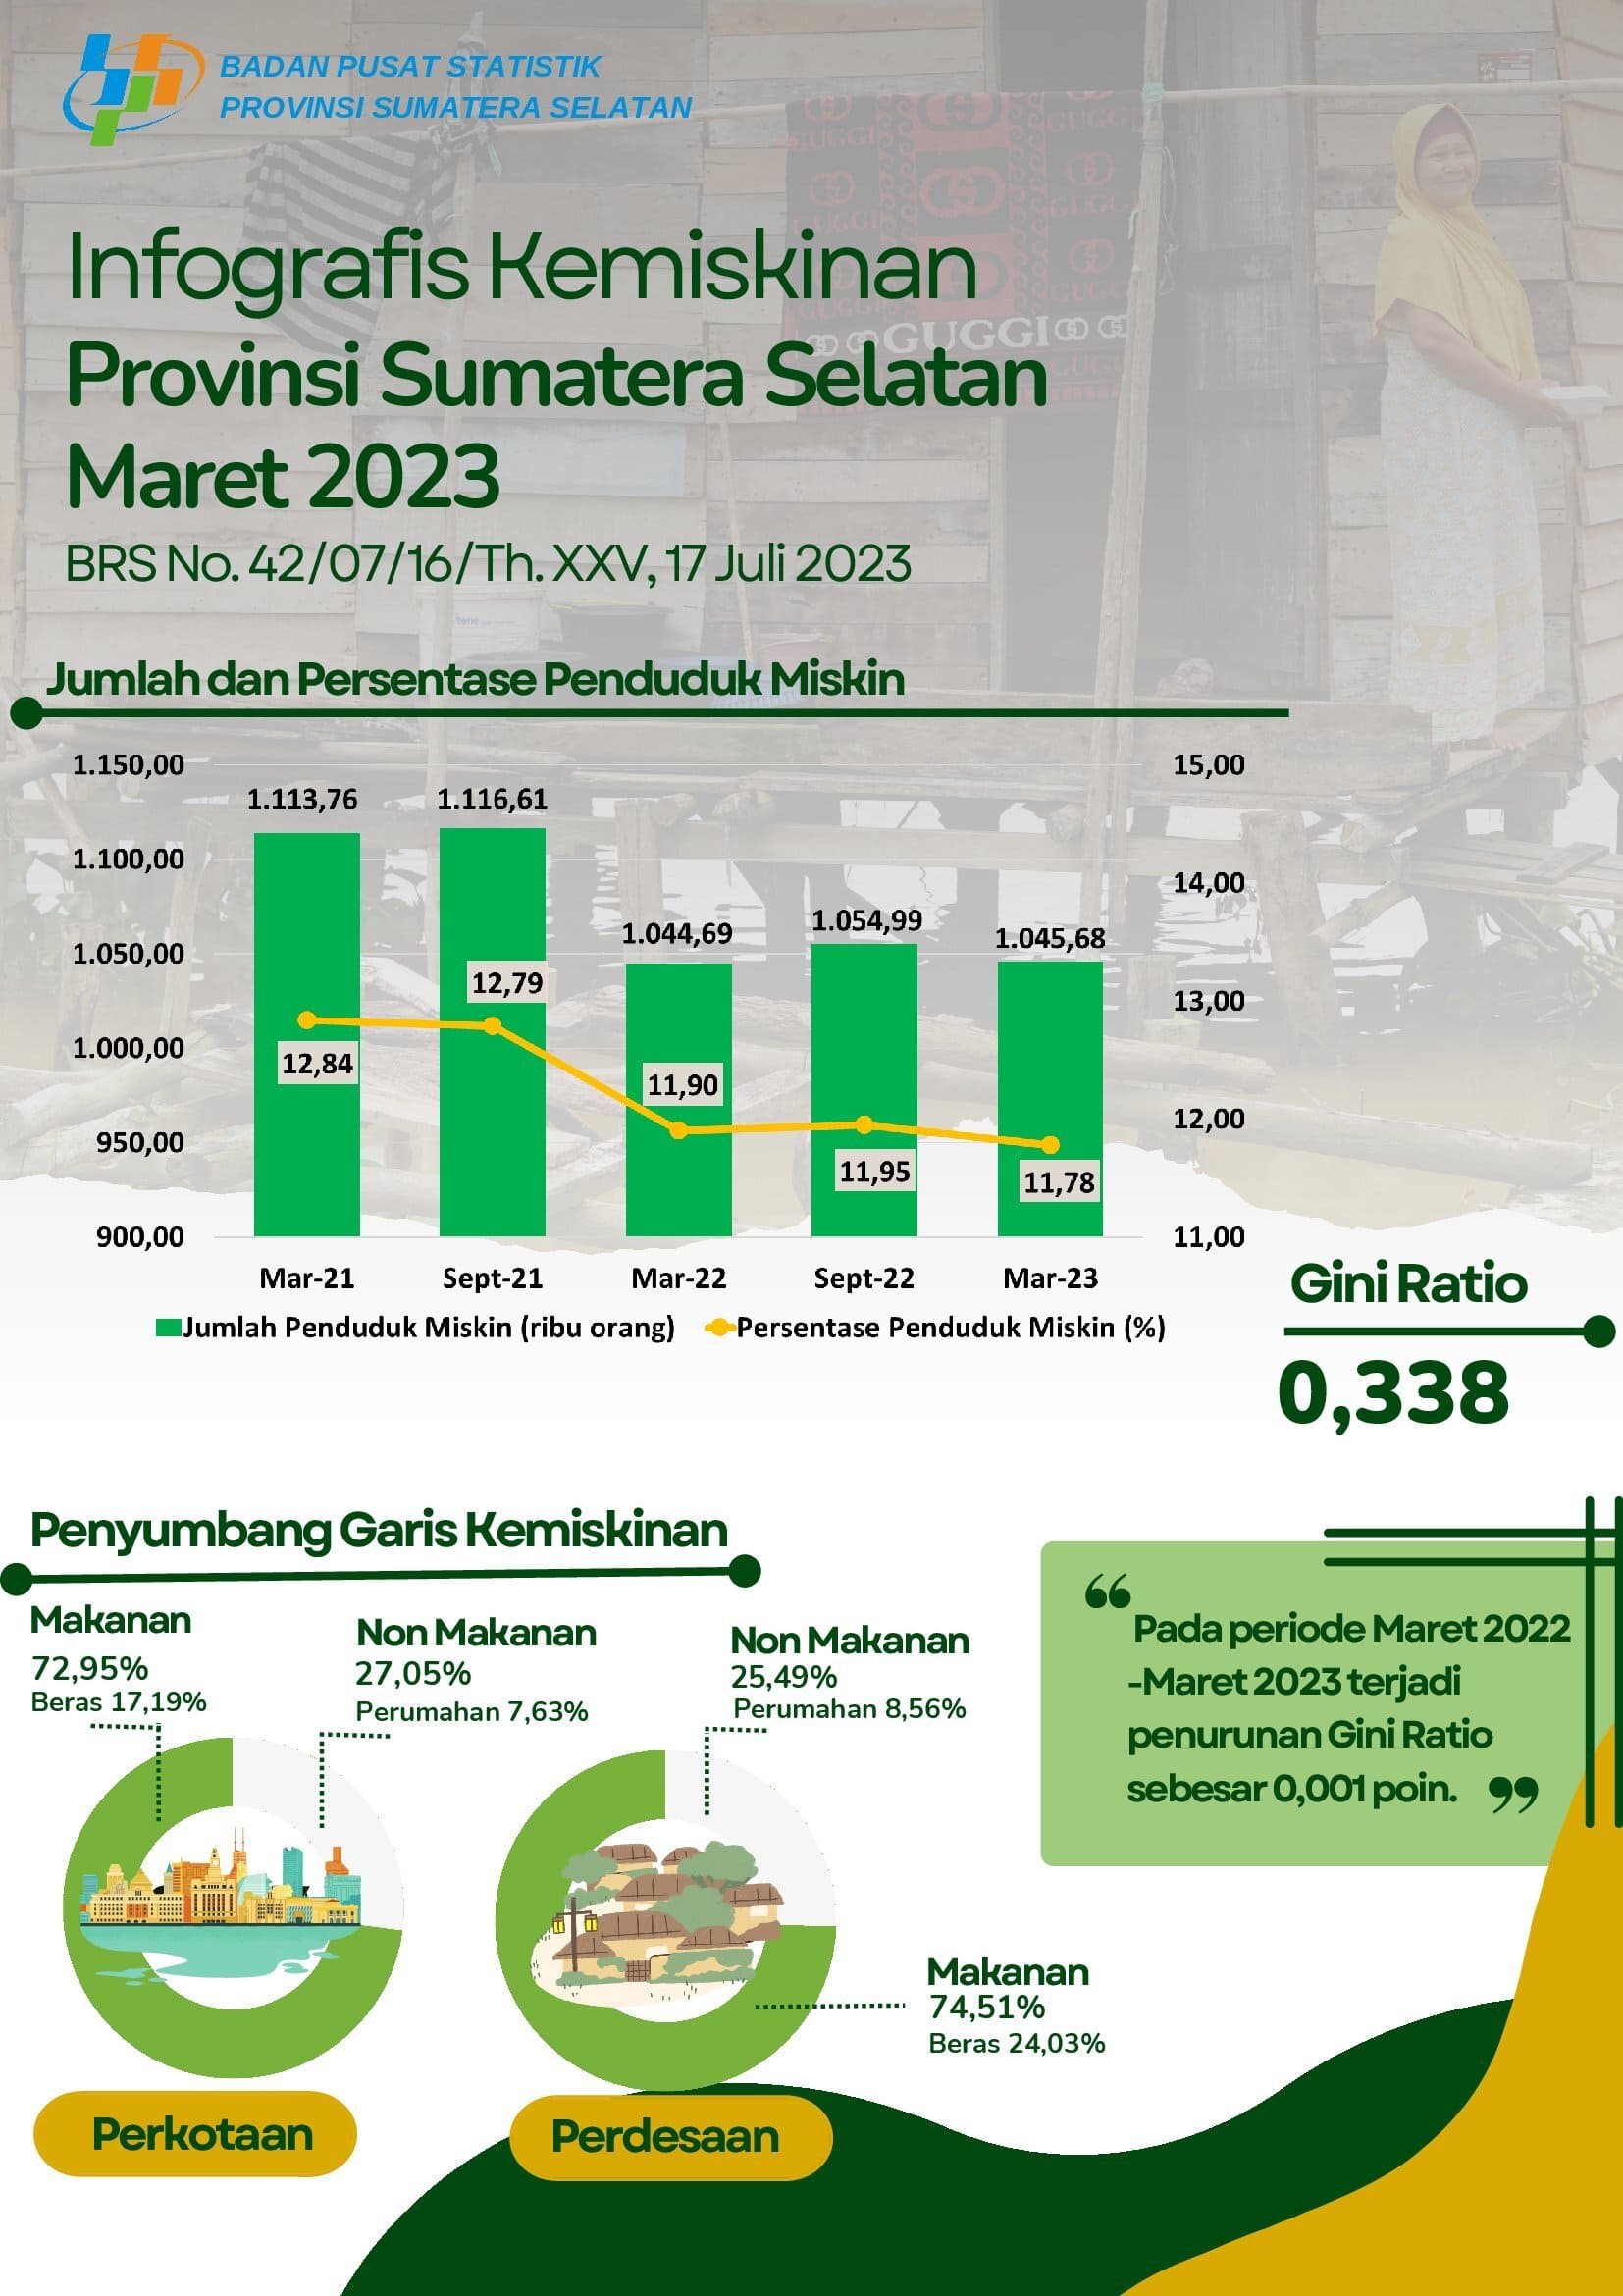 BADAN PUSAT STATISTIK
PROVINSI SUMATERA SELATAN
GUGGI
GUGGI
Infografis Kemiskinan
Provinsi Sumatera Selatan
Maret 2023
BRS No. 42/07/16/Th. XXV, 17 Juli 2023
Jumlah dan Persentase Penduduk Miskin
1.150,00
1.100,00
1.050,00
1.000,00
950,00
900,00
15,00
14,00
13,00
12,00
11,00
1.113,76
1.116,61
1.044,69
1.054,99
1.045,68
12,84
12,79
11,90
11,95
11,78
Mar-21 Sept-21 Mar-22 Sept-22 Mar-23
Jumlah Penduduk Miskin (ribu orang) Persentase Penduduk Miskin (%)
Gini Ratio
0,338
Penyumbang Garis Kemiskinan
Makanan
72,95%
Beras 17,19%
Non Makanan
27,05%
Perumahan 7,63%
Perkotaan
Non Makanan
25,49%
Perumahan 8,56%
Makanan
74,51%
Beras 24,03%
Perdesaan
“
Pada periode Maret 2022
-Maret 2023 terjadi
penurunan Gini Ratio
sebesar 0,001 poin. ”